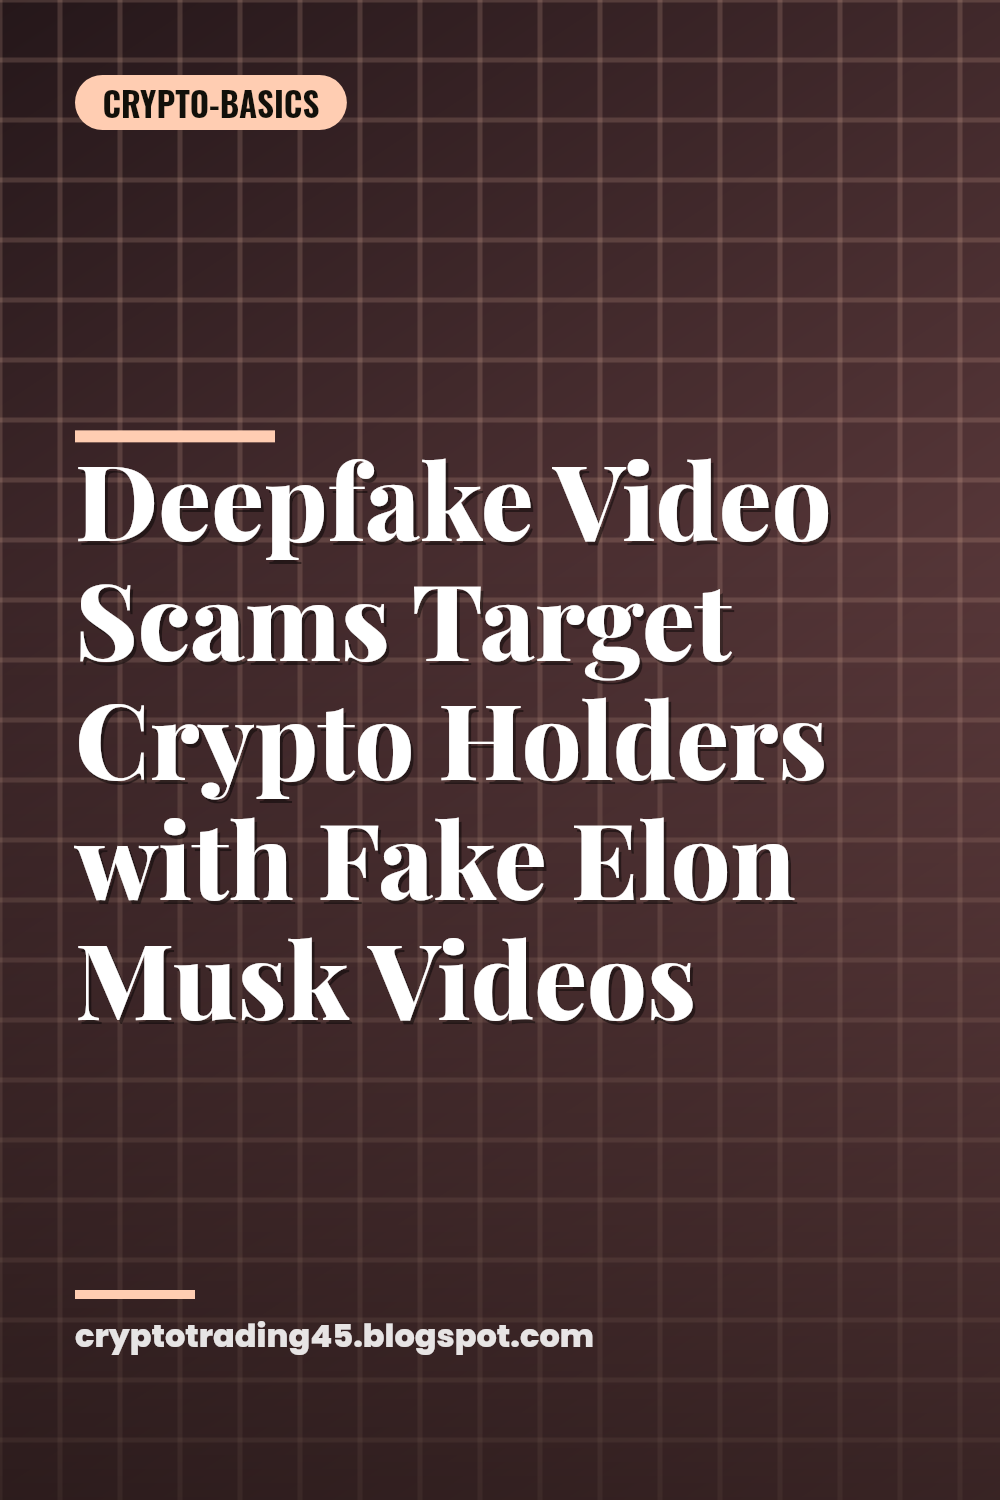 CRYPTO-BASICS
Deepfake Video
Scams Target
Crypto Holders
with Fake Elon
Musk Videos
cryptotrading45.blogspot.com